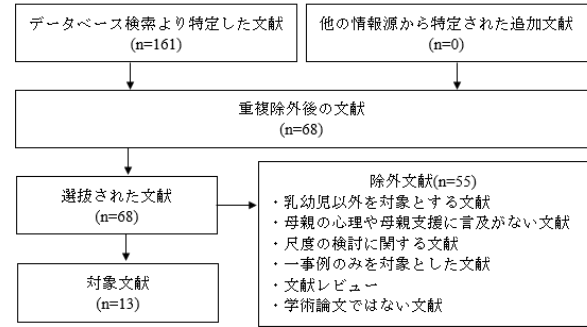 データベース検索より特定した文献
(n=161)
他の情報源から特定された追加文献
(n=0)
重複除外後の文献
(n=68)
選抜された文献
(n=68)
除外文献(n=55)
・乳幼児以外を対象とする文献
・母親の心理や母親支援に言及がない文献
・尺度の検討に関する文献
・一事例のみを対象とした文献
・文献レビュー
・学術論文ではない文献
対象文献
(n=13)